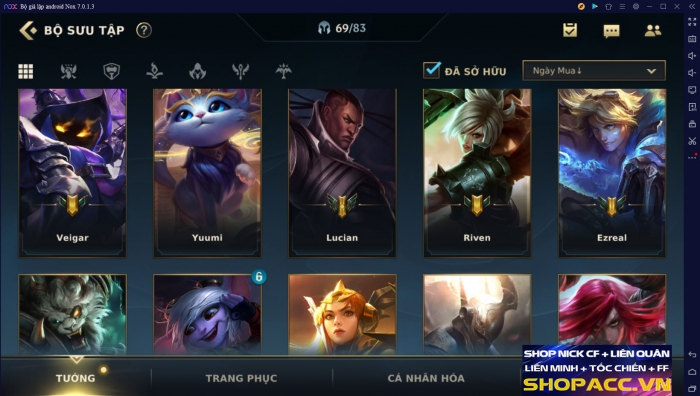 nox Bộ giả lập android Nox 7.0.1.3
BỘ SƯU TẬP ?
69/83
ĐÃ SỞ HỮU
Ngày Mua↓
Veigar
Yuumi
Lucian
Riven
Ezreal
6
TƯỚNG
TRANG PHỤC
CÁ NHÂN HÓA
SHOP NICK CF + LIÊN QUÂN
LIÊN MINH + TỐC CHIẾN + FF
SHOPACC.VN